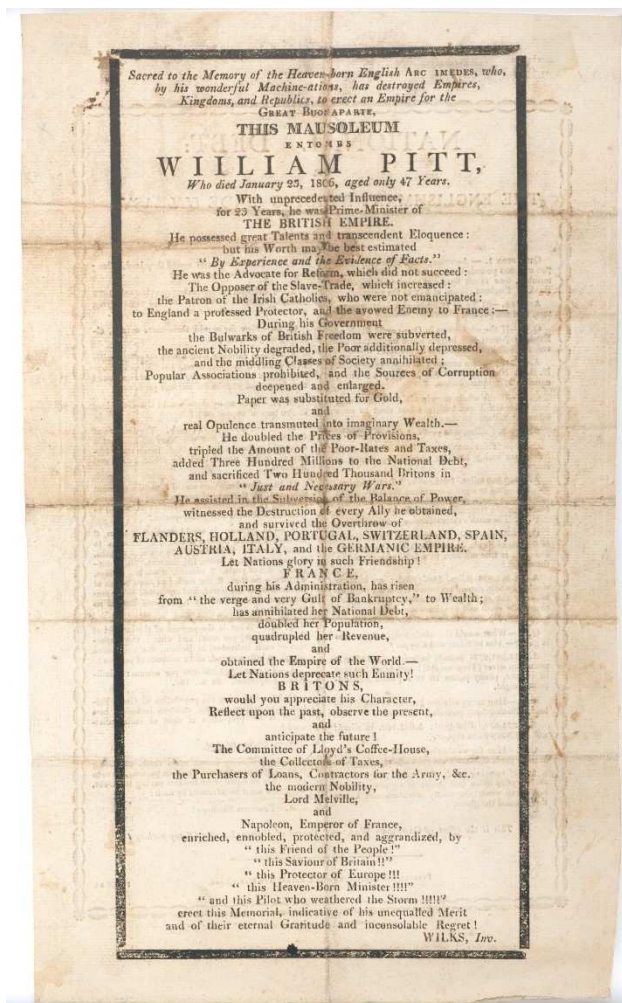 Sacred to the Memory of the Heaven-born English ARC IMEDES, who,
by his wonderful Machine-ations, has destroyed Empires,
Kingdoms, and Republics, to erect an Empire for the
GREAT BUONAPARTE,
THIS MAUSOLEUM
ENTOMBS
WILLIAM PITT,
Who died January 23, 1806, aged only 47 Years.
With unprecedented Influence,
for 23 Years, he was Prime-Minister of
THE BRITISH EMPIRE.
He possessed great Talents and transcendent Eloquence :
but his Worth may be best estimated
"By Experience and the Evidence of Facts."
He was the Advocate for Reform, which did not succeed :
The Opposer of the Slave-Trade, which increased :
the Patron of the Irish Catholics, who were not emancipated :
to England a professed Protector, and the avowed Enemy to France :—
During his Government
the Bulwarks of British Freedom were subverted,
the ancient Nobility degraded, the Poor additionally depressed,
and the middling Classes of Society annihilated ;
Popular Associations prohibited, and the Sources of Corruption
deepened and enlarged.
Paper was substituted for Gold,
and
real Opulence transmuted into imaginary Wealth.—
He doubled the Prices of Provisions,
tripled the Amount of the Poor-Rates and Taxes,
added Three Hundred Millions to the National Debt,
and sacrificed Two Hundred Thousand Britons in
"Just and Necessary Wars."
He assisted in the Subversion of the Balance of Power,
witnessed the Destruction of every Ally he obtained,
and survived the Overthrow of
FLANDERS, HOLLAND, PORTUGAL, SWITZERLAND, SPAIN,
AUSTRIA, ITALY, and the GERMANIC EMPIRE.
Let Nations glory in such Friendship !
FRANCE,
during his Administration, has risen
from "the verge and very Gulf of Bankruptcy," to Wealth ;
has annihilated her National Debt,
doubled her Population,
quadrupled her Revenue,
and
obtained the Empire of the World.—
Let Nations deprecate such Enmity!
BRITONS,
would you appreciate his Character,
Reflect upon the past, observe the present,
and
anticipate the future !
The Committee of Lloyd's Coffee-House,
the Collectors of Taxes,
the Purchasers of Loans, Contractors for the Army, &c.
the modern Nobility,
Lord Melville,
and
Napoleon, Emperor of France,
enriched, ennobled, protected, and aggrandized, by
"this Friend of the People!"
"this Saviour of Britain!!"
"this Protector of Europe!!!
"this Heaven-Born Minister!!!!"
"and this Pilot who weathered the Storm!!!!!"
erect this Memorial, indicative of his unequalled Merit
and of their eternal Gratitude and inconsolable Regret !
WILKS, Inv.